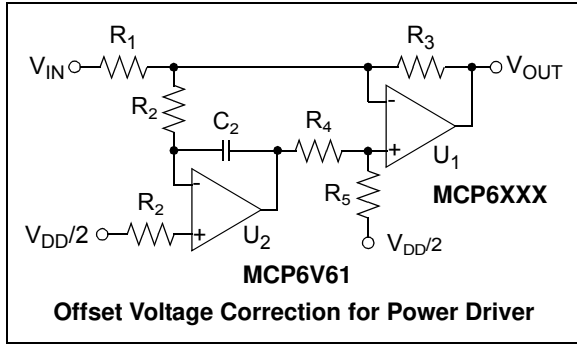 R1
R3
VIN
VOUT
R2
C2
R4
-
+
U1
MCP6XXX
R5
-
+
R2
VDD/2
U2
VDD/2
MCP6V61
Offset Voltage Correction for Power Driver